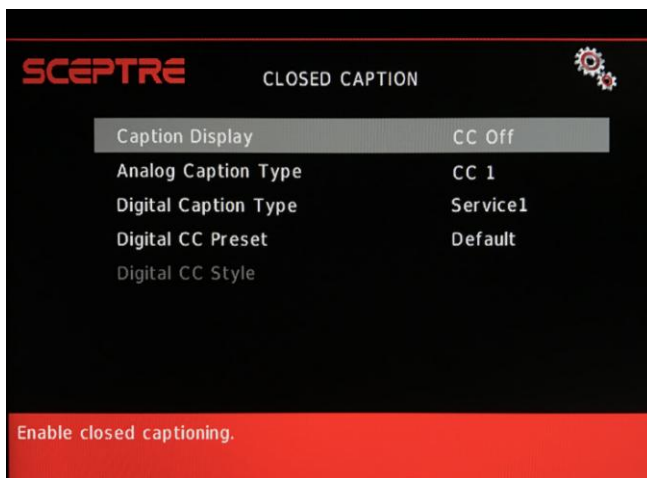 SCEPTRE
CLOSED CAPTION
Caption Display CC Off
Analog Caption Type CC 1
Digital Caption Type Service1
Digital CC Preset Default
Digital CC Style
Enable closed captioning.